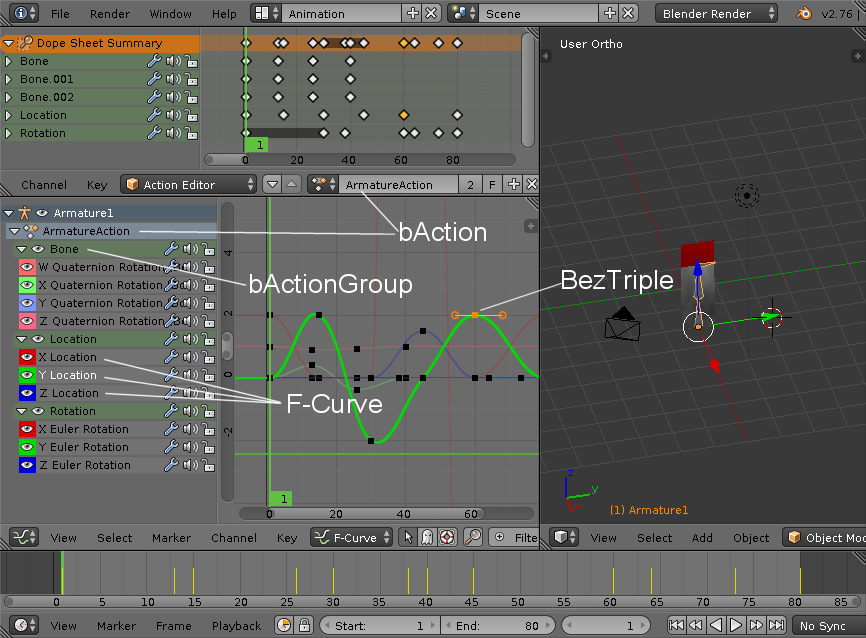 File Render Window Help Animation Scene Blender Render v2.76
Dope Sheet Summary
Bone
Bone.001
Bone.002
Location
Rotation
1
0 20 40 60 80
Channel Key Action Editor ArmatureAction 2 F
User Ortho
Armature1
ArmatureAction
Bone
W Quaternion Rotation
X Quaternion Rotation
Y Quaternion Rotation
Z Quaternion Rotation
Location
X Location
Y Location
Z Location
Rotation
X Euler Rotation
Y Euler Rotation
Z Euler Rotation
4
2
0
-2
1
0 20 40 60
bAction
bActionGroup
BezTriple
F-Curve
z
y
x
(1) Armature1
View Select Marker Channel Key F-Curve Filte
View Select Add Object Object Mod
0 5 10 15 20 25 30 35 40 45 50 55 60 65 70 75 80 85
View Marker Frame Playback Start: 1 End: 80 1 No Sync